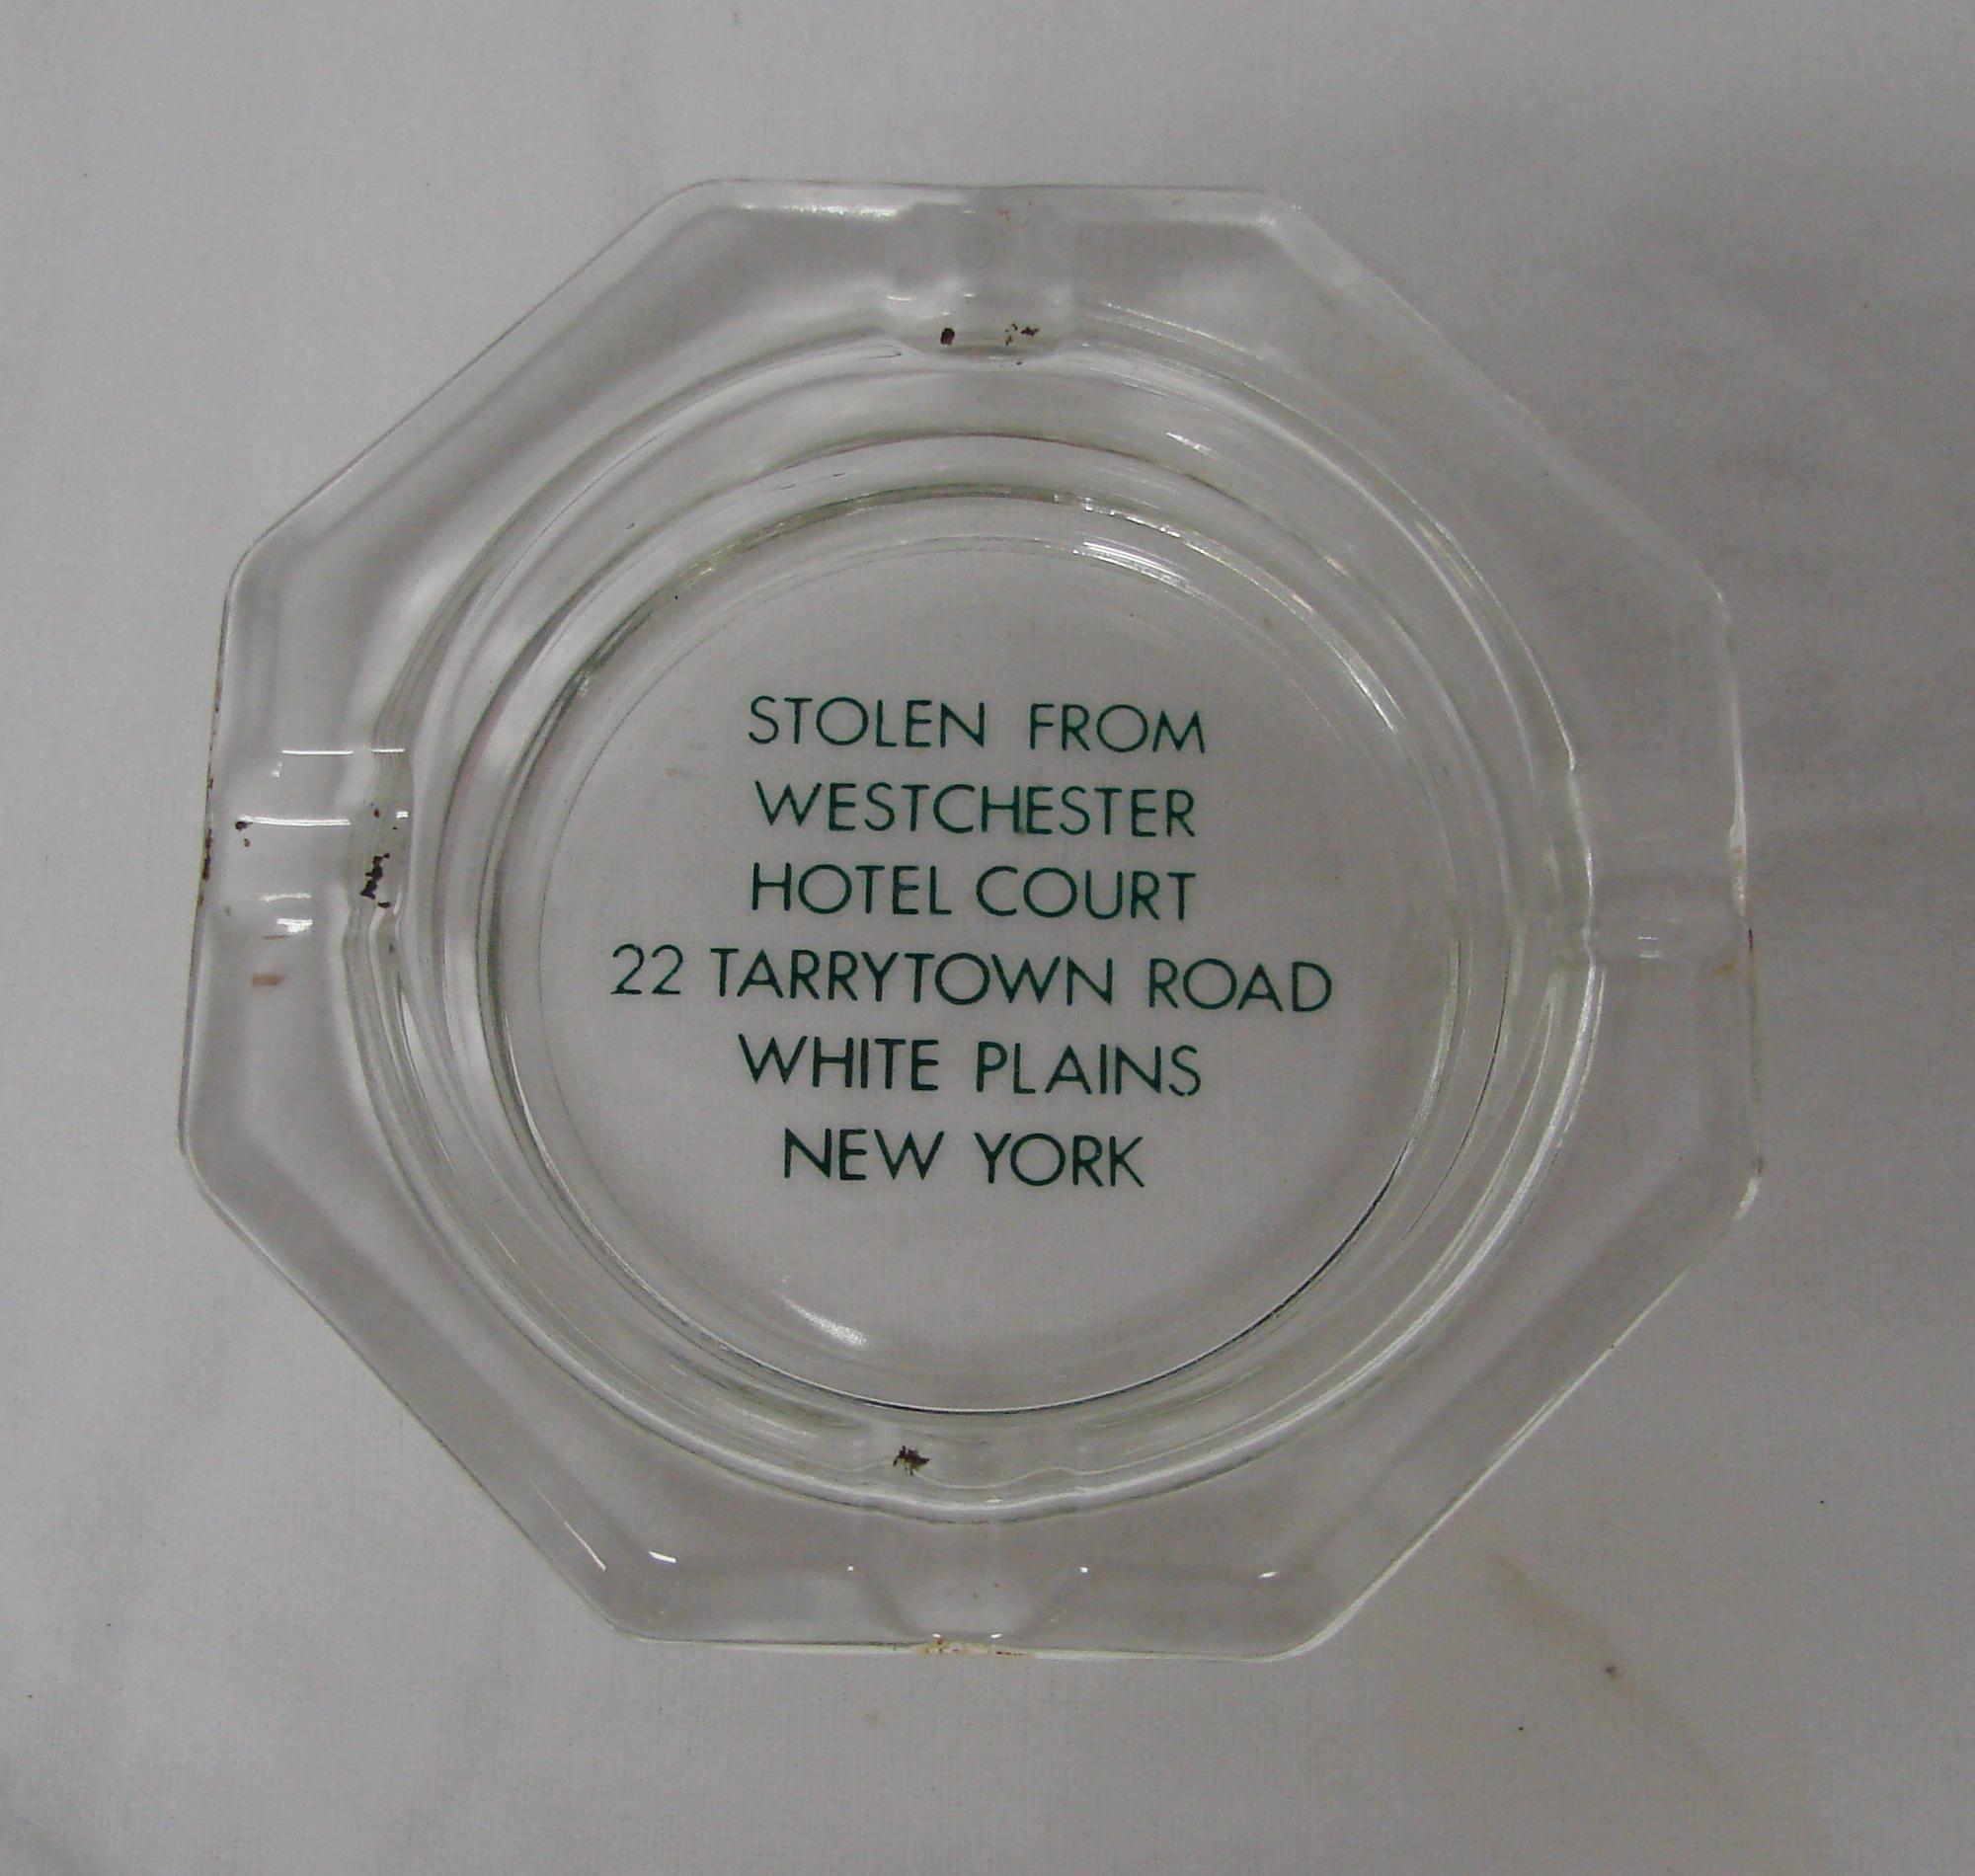 STOLEN FROM
WESTCHESTER
HOTEL COURT
22 TARRYTOWN ROAD
WHITE PLAINS
NEW YORK